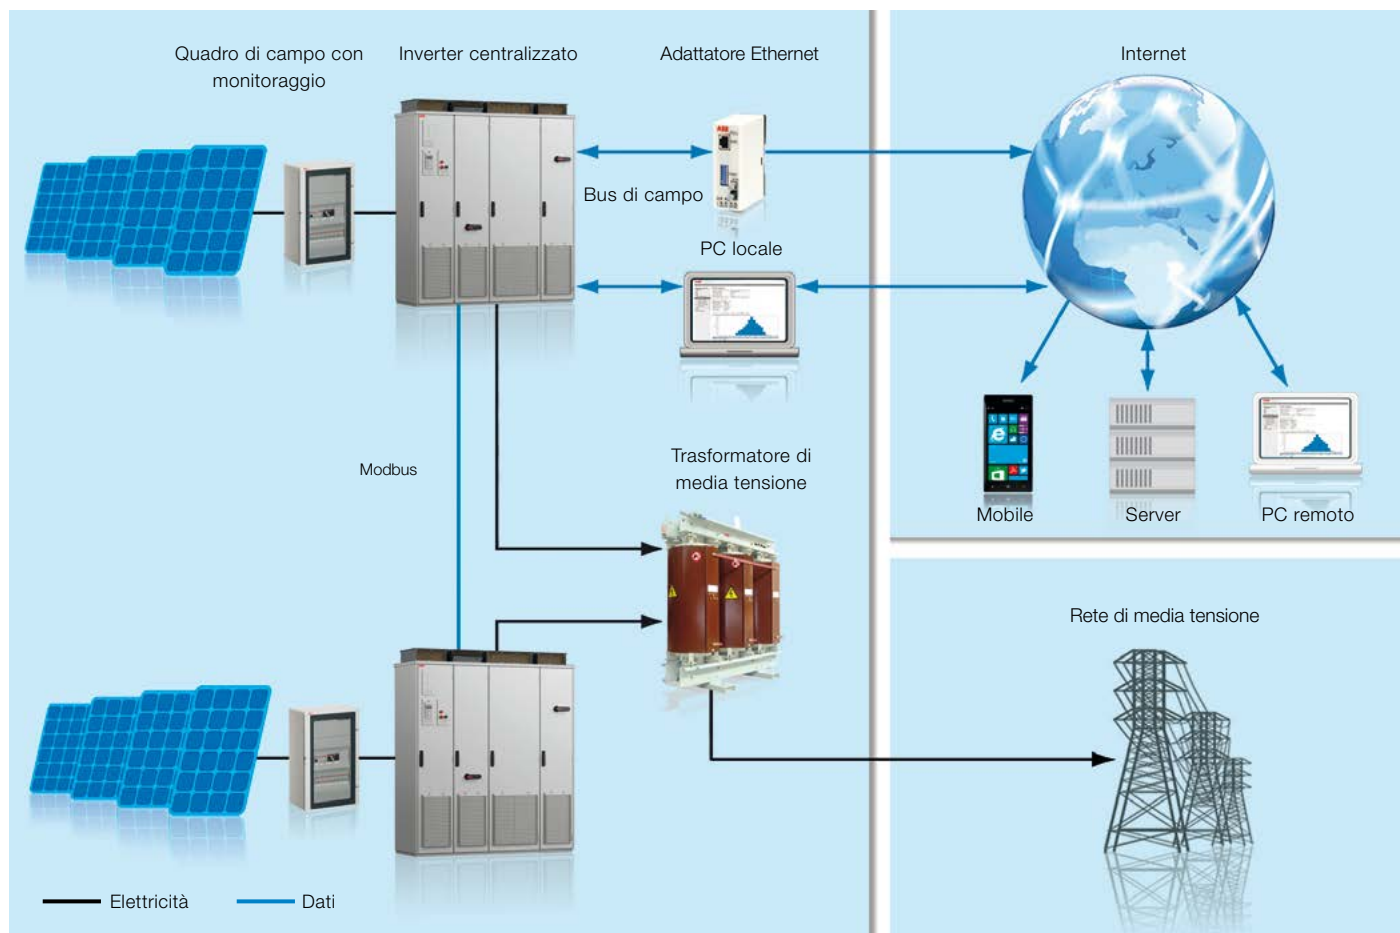 Quadro di campo con
monitoraggio
Inverter centralizzato
Adattatore Ethernet
Internet
ABB
Bus di campo
PC locale
Modbus
Trasformatore di
media tensione
Mobile
Server
PC remoto
Rete di media tensione
Elettricità
Dati